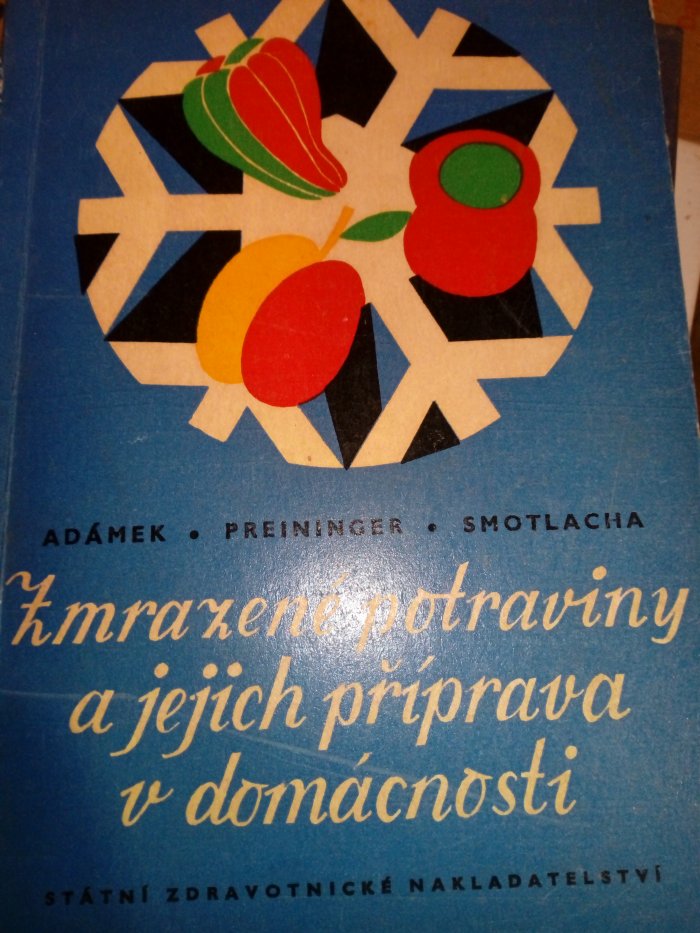 ADÁMEK • PREININGER • SMOTLACHA
Zmrazené potraviny
a jejich příprava
v domácnosti
STÁTNÍ ZDRAVOTNICKÉ NAKLADATELSTVÍ